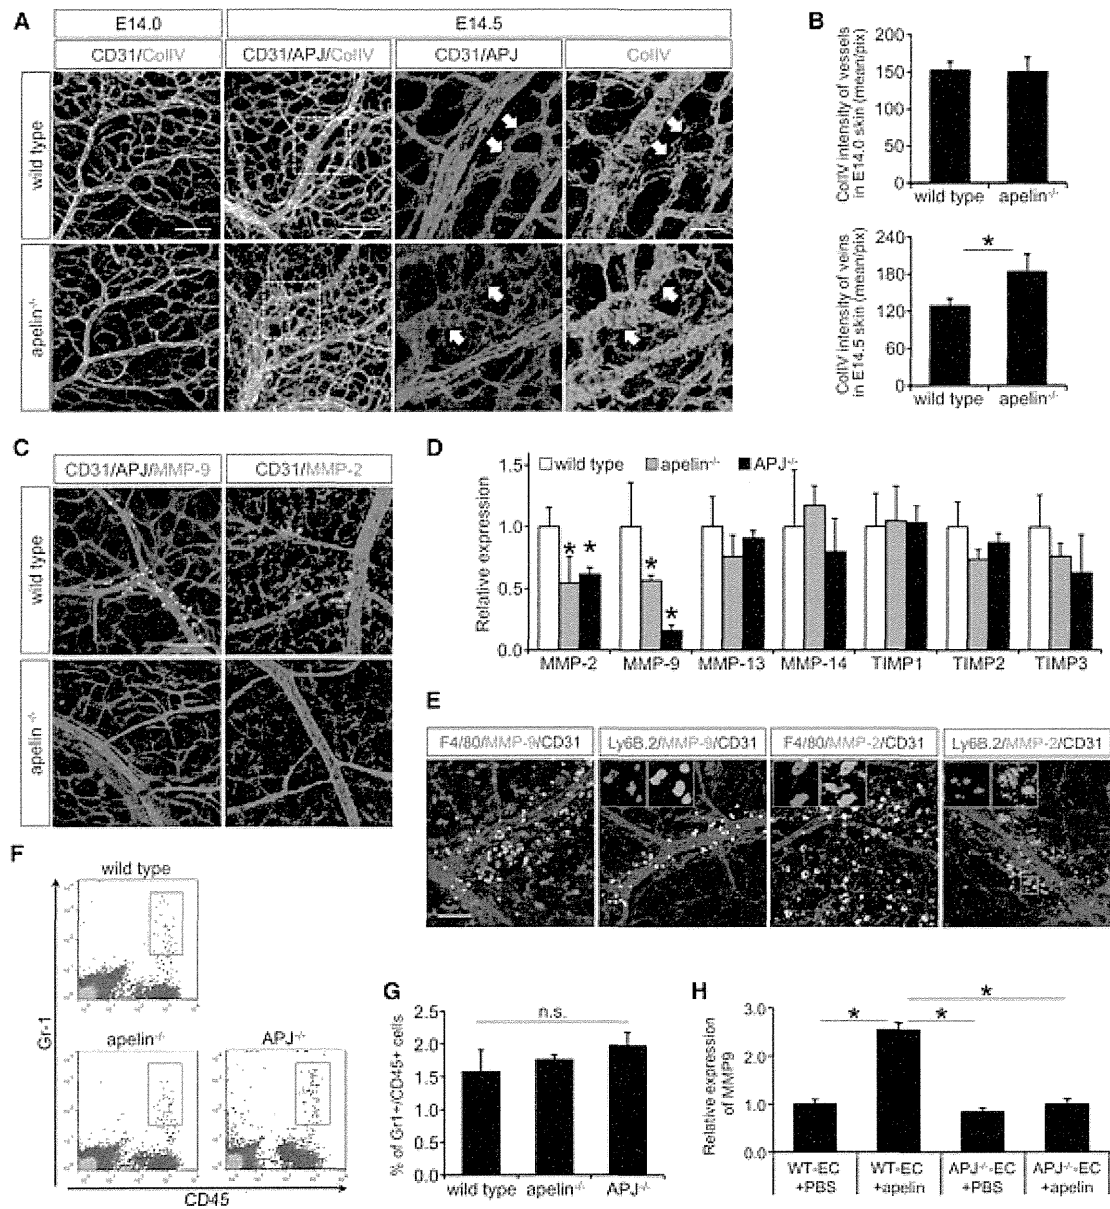 A
E14.0
E14.5
CD31/ColIV
CD31/APJ/ColIV
CD31/APJ
ColIV
wild type
apelin-/-
B
ColIV intensity of vessels
in E14.0 skin (mean/pix)
200
150
100
50
0
wild type
apelin-/-
ColIV intensity of veins
in E14.5 skin (mean/pix)
240
180
120
60
0
*
wild type
apelin-/-
C
CD31/APJ/MMP-9
CD31/MMP-2
wild type
apelin-/-
D
Relative expression
1.5
1.0
0.5
0.0
wild type
apelin-/-
APJ-/-
* *
* *
MMP-2
MMP-9
MMP-13
MMP-14
TIMP1
TIMP2
TIMP3
E
F4/80/MMP-9/CD31
Ly6B.2/MMP-9/CD31
F4/80/MMP-2/CD31
Ly6B.2/MMP-2/CD31
F
wild type
Gr-1
apelin-/-
APJ-/-
CD45
G
% of Gr1+/CD45+ cells
2.5
2.0
1.5
1.0
0.5
0.0
n.s.
wild type
apelin-/-
APJ-/-
H
Relative expression
of MMP9
3.0
2.0
1.0
0.0
*
* *
WT-EC
+PBS
WT-EC
+apelin
APJ-/--EC
+PBS
APJ-/--EC
+apelin